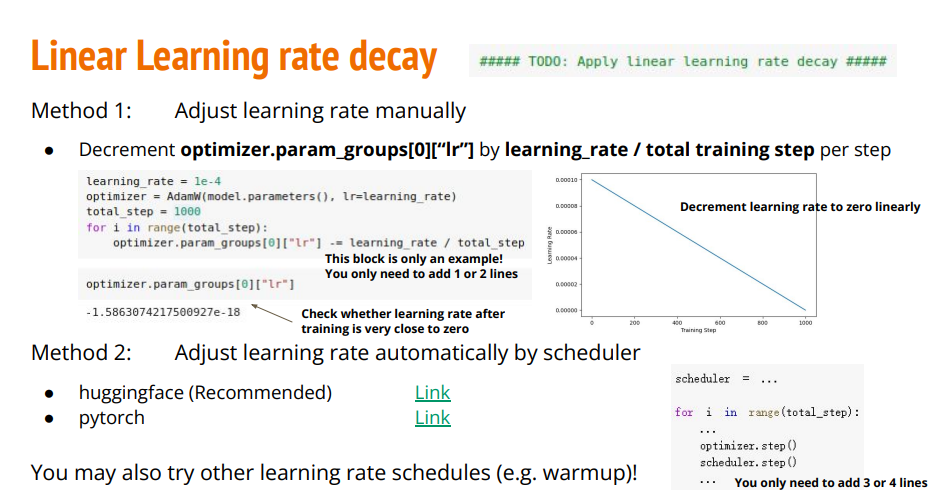 Linear Learning rate decay
##### TODO: Apply linear learning rate decay #####
Method 1: Adjust learning rate manually
● Decrement optimizer.param_groups[0][“lr”] by learning_rate / total training step per step
learning_rate = 1e-4
optimizer = AdamW(model.parameters(), lr=learning_rate)
total_step = 1000
for i in range(total_step):
    optimizer.param_groups[0]["lr"] -= learning_rate / total_step
This block is only an example!
You only need to add 1 or 2 lines
optimizer.param_groups[0]["lr"]
-1.5863074217500927e-18
Check whether learning rate after
training is very close to zero
Decrement learning rate to zero linearly
Learning Rate
0.00010
0.00008
0.00006
0.00004
0.00002
0.00000
0 200 400 600 800 1000
Training Step
Method 2: Adjust learning rate automatically by scheduler
● huggingface (Recommended) Link
● pytorch Link
scheduler = ...
for i in range(total_step):
    ...
    optimizer.step()
    scheduler.step()
    ...
You only need to add 3 or 4 lines
You may also try other learning rate schedules (e.g. warmup)!